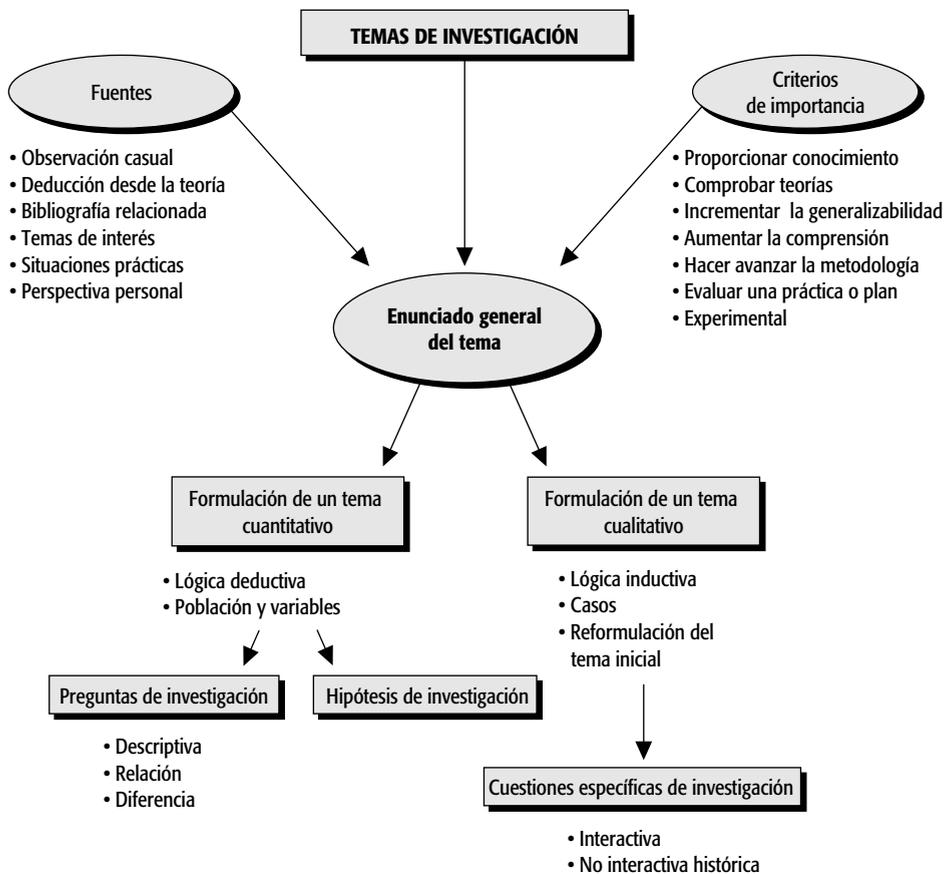 TEMAS DE INVESTIGACIÓN
Fuentes
• Observación casual
• Deducción desde la teoría
• Bibliografía relacionada
• Temas de interés
• Situaciones prácticas
• Perspectiva personal
Criterios
de importancia
• Proporcionar conocimiento
• Comprobar teorías
• Incrementar la generalizabilidad
• Aumentar la comprensión
• Hacer avanzar la metodología
• Evaluar una práctica o plan
• Experimental
Enunciado general
del tema
Formulación de un tema
cuantitativo
• Lógica deductiva
• Población y variables
Preguntas de investigación
• Descriptiva
• Relación
• Diferencia
Hipótesis de investigación
Formulación de un tema
cualitativo
• Lógica inductiva
• Casos
• Reformulación del
tema inicial
Cuestiones específicas de investigación
• Interactiva
• No interactiva histórica